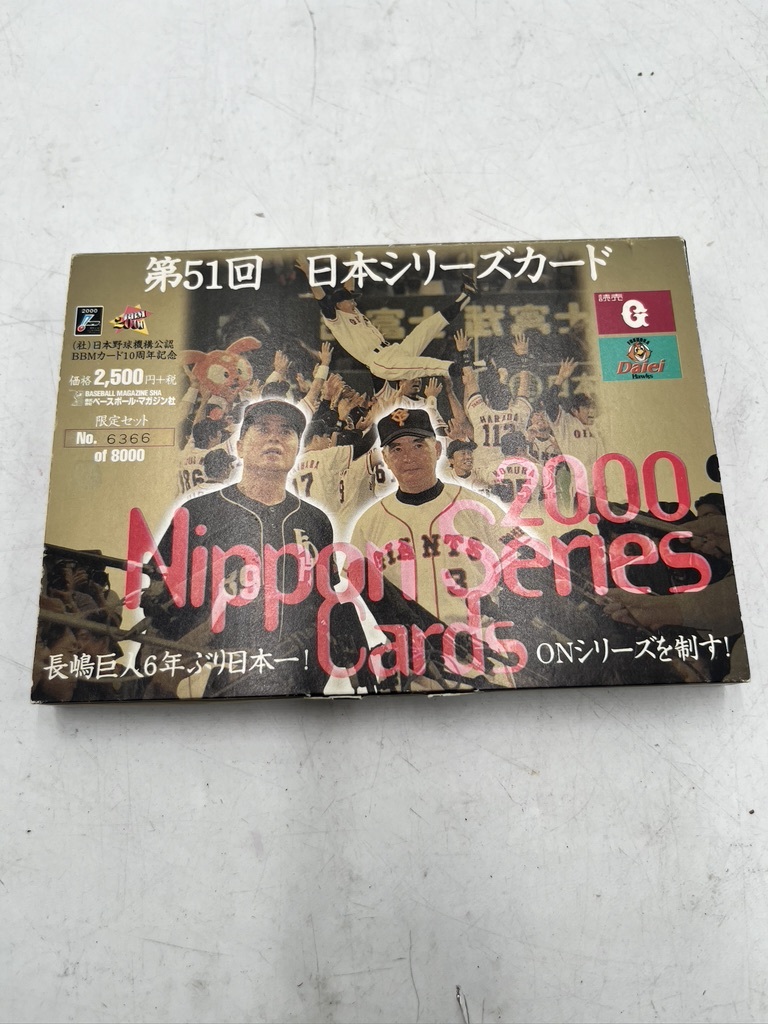 第51回 日本シリーズカード
2000
(社)日本野球機構公認
BBMカード10周年記念
価格2,500円+税
BASEBALL MAGAZINE SHA
ベースボール・マガジン社
限定セット
No. 6366
of 8000
読売
G
Daiei
Hawks
HARADA
KOMURA
GIANTS
3
2000
Nippon Series
Cards
長嶋巨人6年ぶり日本一!
ONシリーズを制す!